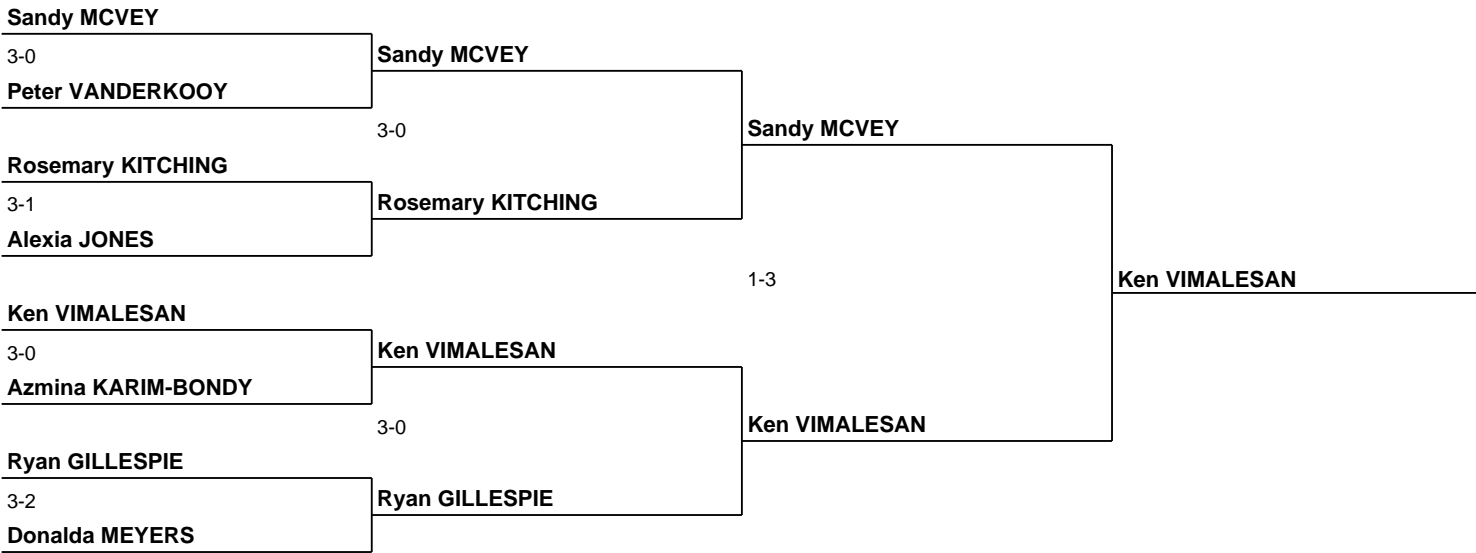 Sandy MCVEY
3-0
Peter VANDERKOOY
Rosemary KITCHING
3-1
Alexia JONES
Ken VIMALESAN
3-0
Azmina KARIM-BONDY
Ryan GILLESPIE
3-2
Donalda MEYERS
Sandy MCVEY
3-0
Rosemary KITCHING
Ken VIMALESAN
3-0
Ryan GILLESPIE
Sandy MCVEY
1-3
Ken VIMALESAN
Ken VIMALESAN